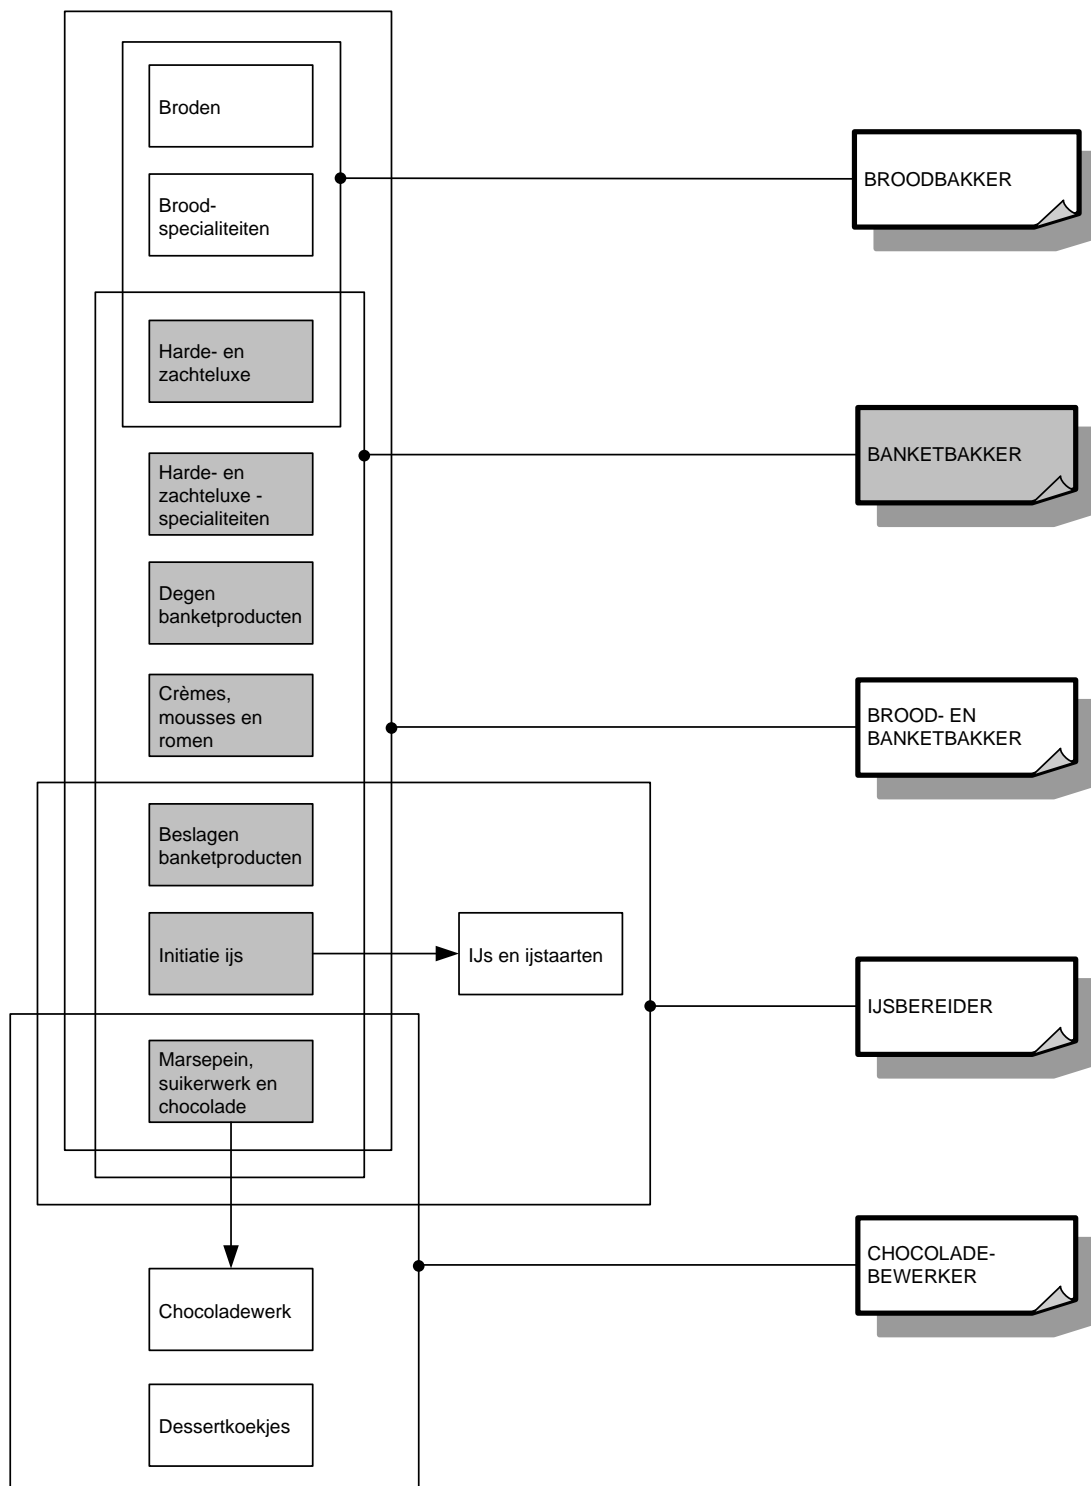 Broden
BROODBAKKER
Brood-
specialiteiten
Harde- en
zachteluxe
Harde- en
zachteluxe -
specialiteiten
BANKETBAKKER
Degen
banketproducten
Crèmes,
mousses en
romen
BROOD- EN
BANKETBAKKER
Beslagen
banketproducten
Initiatie ijs
IJs en ijstaarten
IJSBEREIDER
Marsepein,
suikerwerk en
chocolade
CHOCOLADE-
BEWERKER
Chocoladewerk
Dessertkoekjes